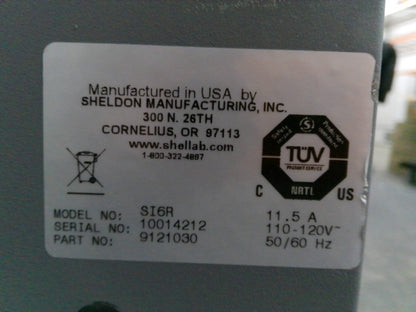 Manufactured in USA by
SHELDON MANUFACTURING, INC.
300 N. 26TH
CORNELIUS, OR 97113
www.shellab.com
1-800-322-4897
TÜV
PRODUCT SERVICE
C NRTL US
MODEL NO: SI6R 11.5 A
SERIAL NO: 10014212 110-120V~
PART NO: 9121030 50/60 Hz